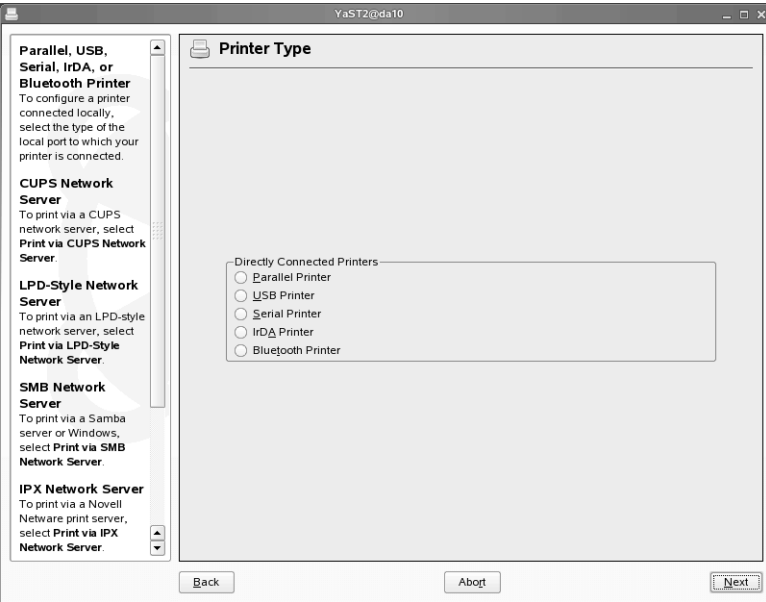 YaST2@da10
Parallel, USB,
Serial, IrDA, or
Bluetooth Printer
To configure a printer
connected locally,
select the type of the
local port to which your
printer is connected.
CUPS Network
Server
To print via a CUPS
network server, select
Print via CUPS Network
Server.
LPD-Style Network
Server
To print via an LPD-style
network server, select
Print via LPD-Style
Network Server.
SMB Network
Server
To print via a Samba
server or Windows,
select Print via SMB
Network Server.
IPX Network Server
To print via a Novell
Netware print server,
select Print via IPX
Network Server.
Printer Type
Directly Connected Printers
Parallel Printer
USB Printer
Serial Printer
IrDA Printer
Bluetooth Printer
Back
Abort
Next